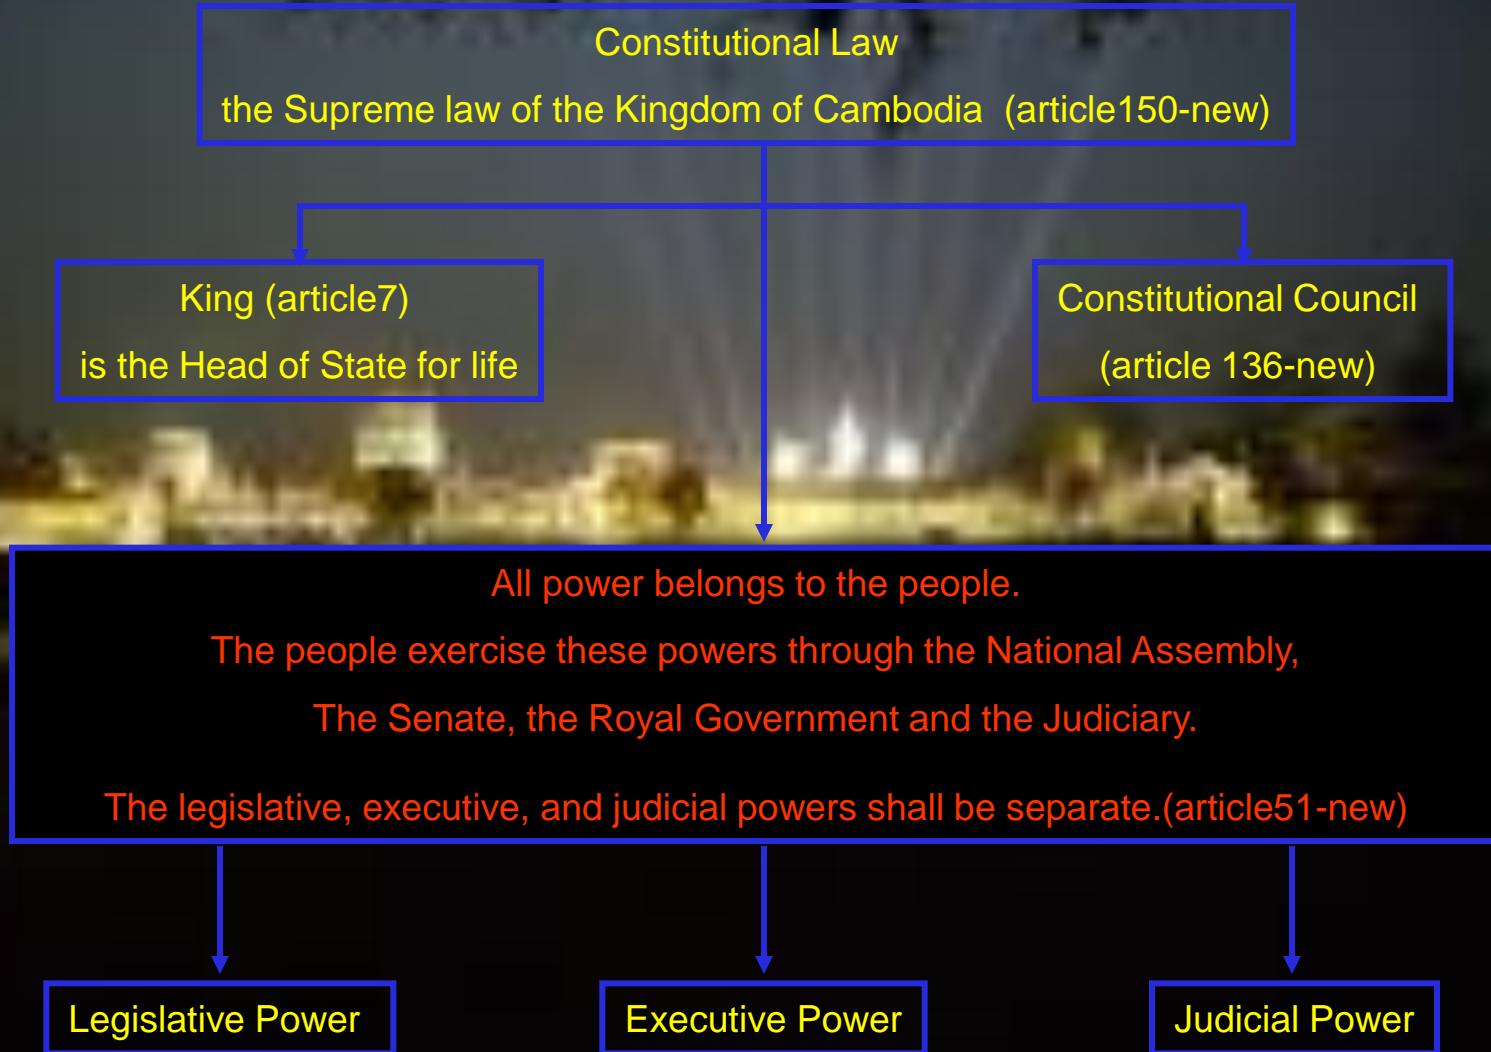 Constitutional Law
the Supreme law of the Kingdom of Cambodia (article150-new)
King (article7)
is the Head of State for life
Constitutional Council
(article 136-new)
All power belongs to the people.
The people exercise these powers through the National Assembly,
The Senate, the Royal Government and the Judiciary.
The legislative, executive, and judicial powers shall be separate.(article51-new)
Legislative Power
Executive Power
Judicial Power